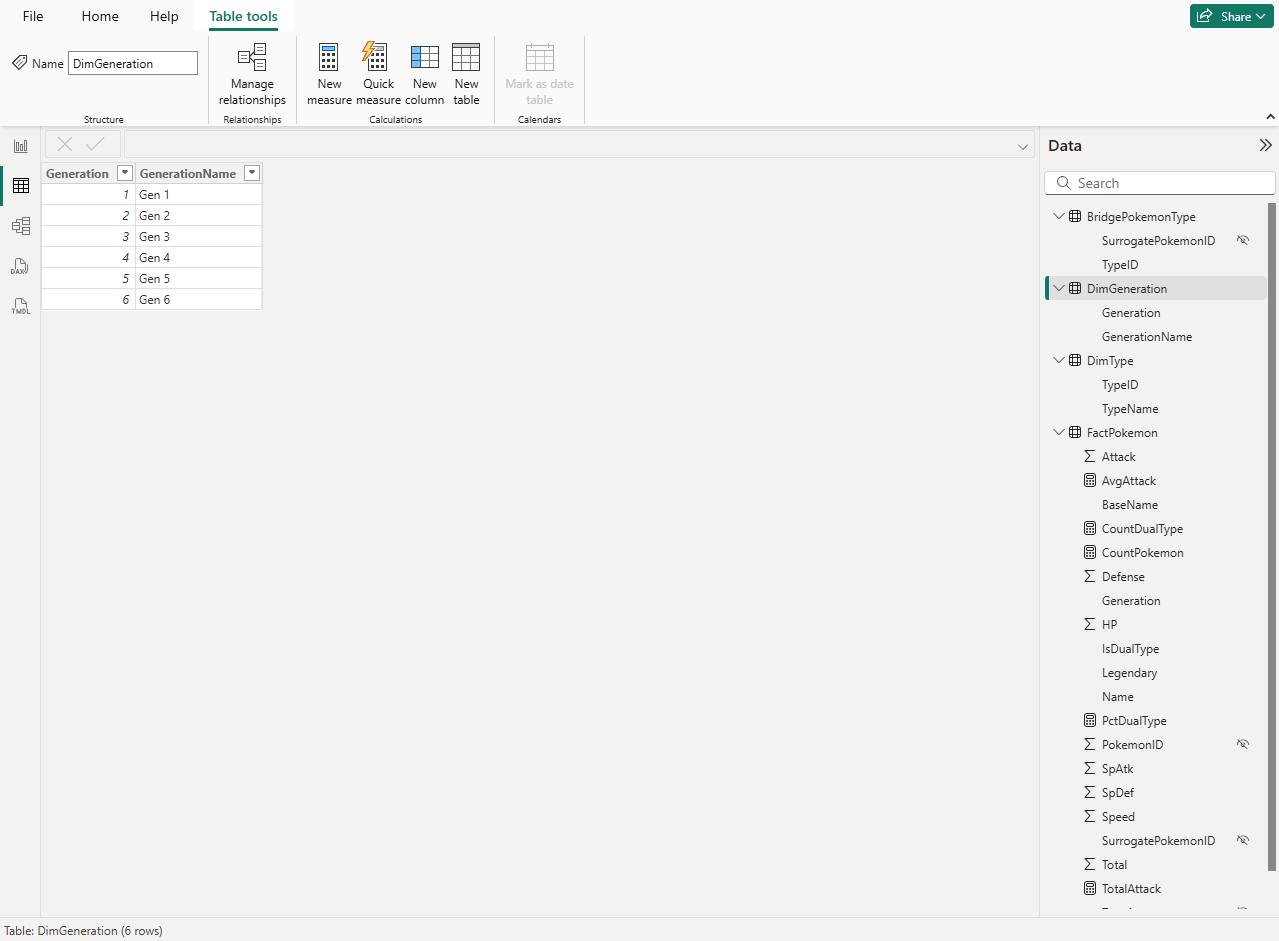 File Home Help Table tools Share
Name DimGeneration
Manage relationships
New measure
Quick measure
New column
New table
Mark as date table
Structure Relationships Calculations Calendars
Data
Search
Generation GenerationName
1 Gen 1
2 Gen 2
3 Gen 3
4 Gen 4
5 Gen 5
6 Gen 6
DAX
TMDL
BridgePokemonType
SurrogatePokemonID
TypeID
DimGeneration
Generation
GenerationName
DimType
TypeID
TypeName
FactPokemon
Attack
AvgAttack
BaseName
CountDualType
CountPokemon
Defense
Generation
HP
IsDualType
Legendary
Name
PctDualType
PokemonID
SpAtk
SpDef
Speed
SurrogatePokemonID
Total
TotalAttack
Table: DimGeneration (6 rows)